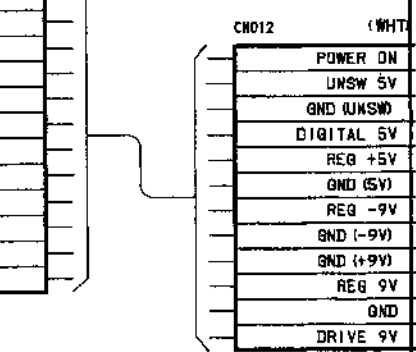 CN012 (WHT
POWER ON
UNSW 5V
GND (UNSW)
DIGITAL 5V
REG +5V
GND (5V)
REG -9V
GND (-9V)
GND (+9V)
REG 9V
GND
DRIVE 9V